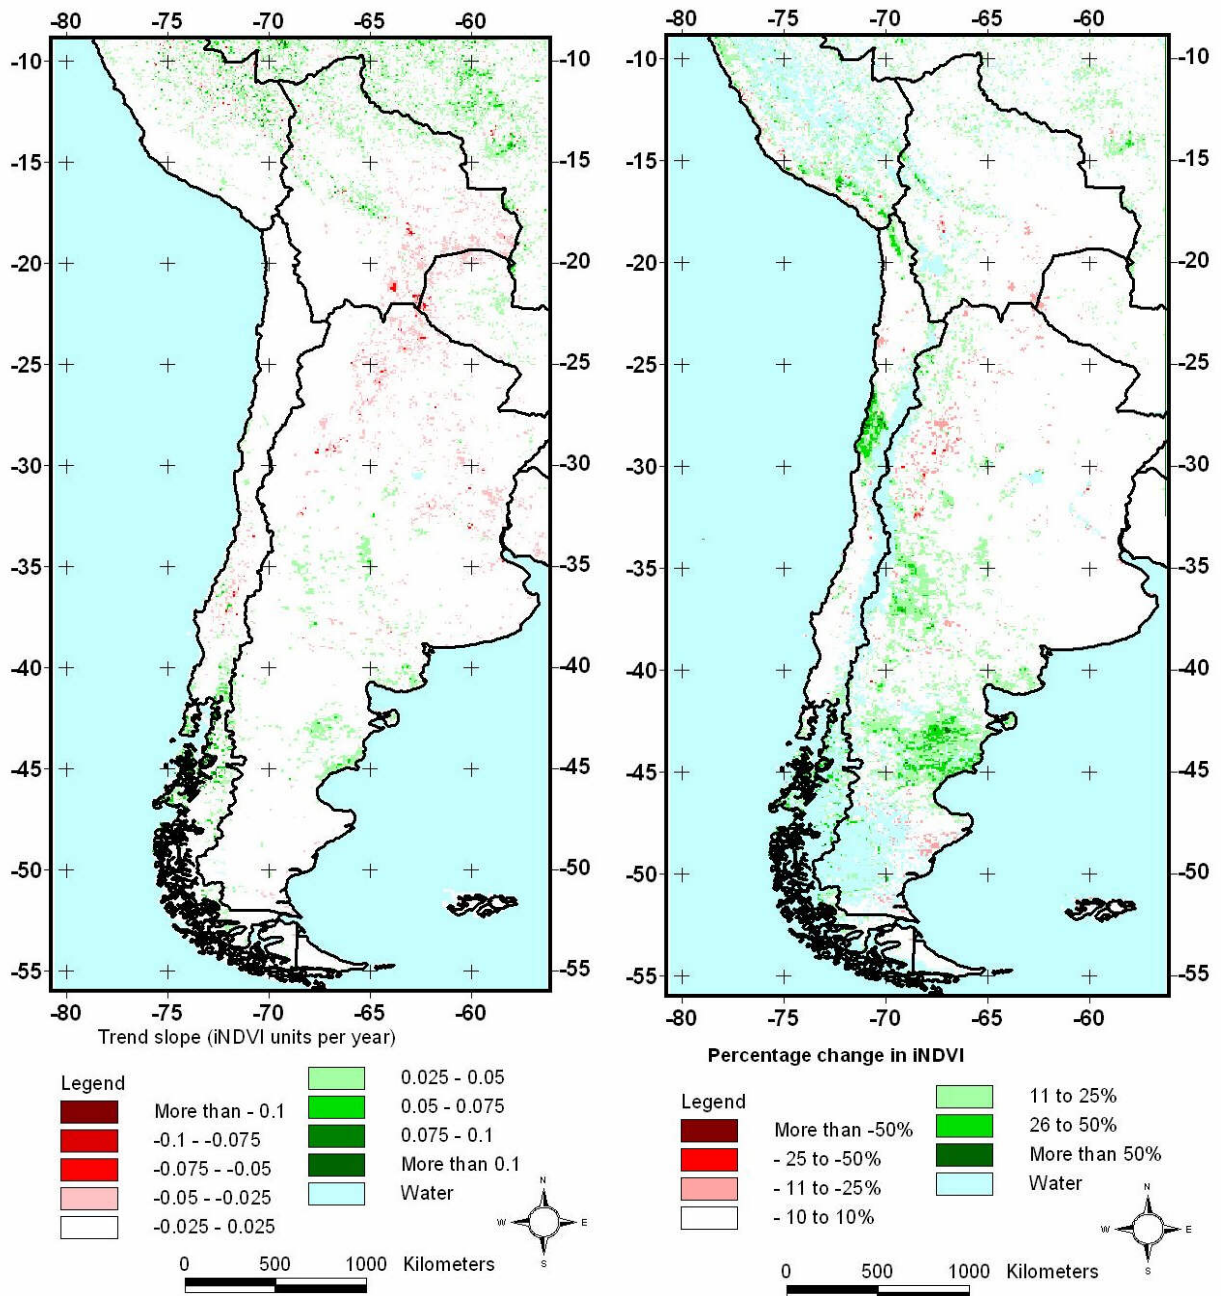 -80 -75 -70 -65 -60
-10 -10
-15 -15
-20 -20
-25 -25
-30 -30
-35 -35
-40 -40
-45 -45
-50 -50
-55 -55
-80 -75 -70 -65 -60
Trend slope (iNDVI units per year)
Legend
More than - 0.1
-0.1 - -0.075
-0.075 - -0.05
-0.05 - -0.025
-0.025 - 0.025
0.025 - 0.05
0.05 - 0.075
0.075 - 0.1
More than 0.1
Water
N
W E
S
0 500 1000 Kilometers
-80 -75 -70 -65 -60
-10 -10
-15 -15
-20 -20
-25 -25
-30 -30
-35 -35
-40 -40
-45 -45
-50 -50
-55 -55
-80 -75 -70 -65 -60
Percentage change in iNDVI
Legend
More than -50%
- 25 to -50%
- 11 to -25%
- 10 to 10%
11 to 25%
26 to 50%
More than 50%
Water
N
W E
S
0 500 1000 Kilometers